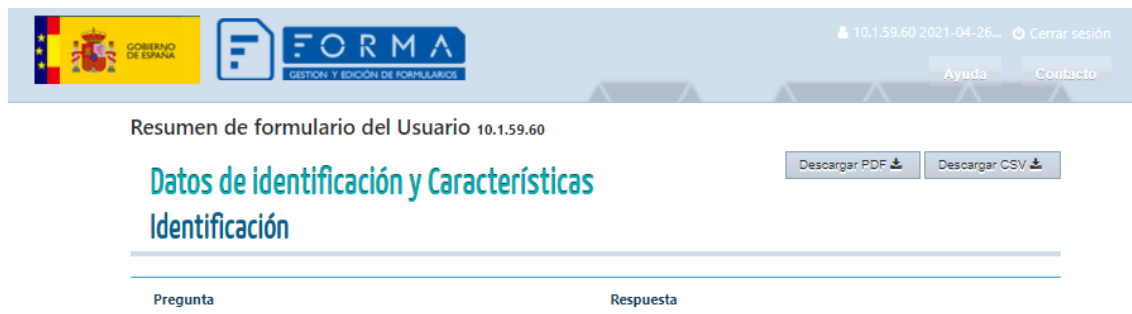 GOBIERNO
DE ESPAÑA
FORMA
GESTION Y EDICIÓN DE FORMULARIOS
10.1.59.60 2021-04-26... Cerrar sesión
Ayuda Contacto
Resumen de formulario del Usuario 10.1.59.60
Descargar PDF Descargar CSV
Datos de identificación y Características
Identificación
Pregunta Respuesta